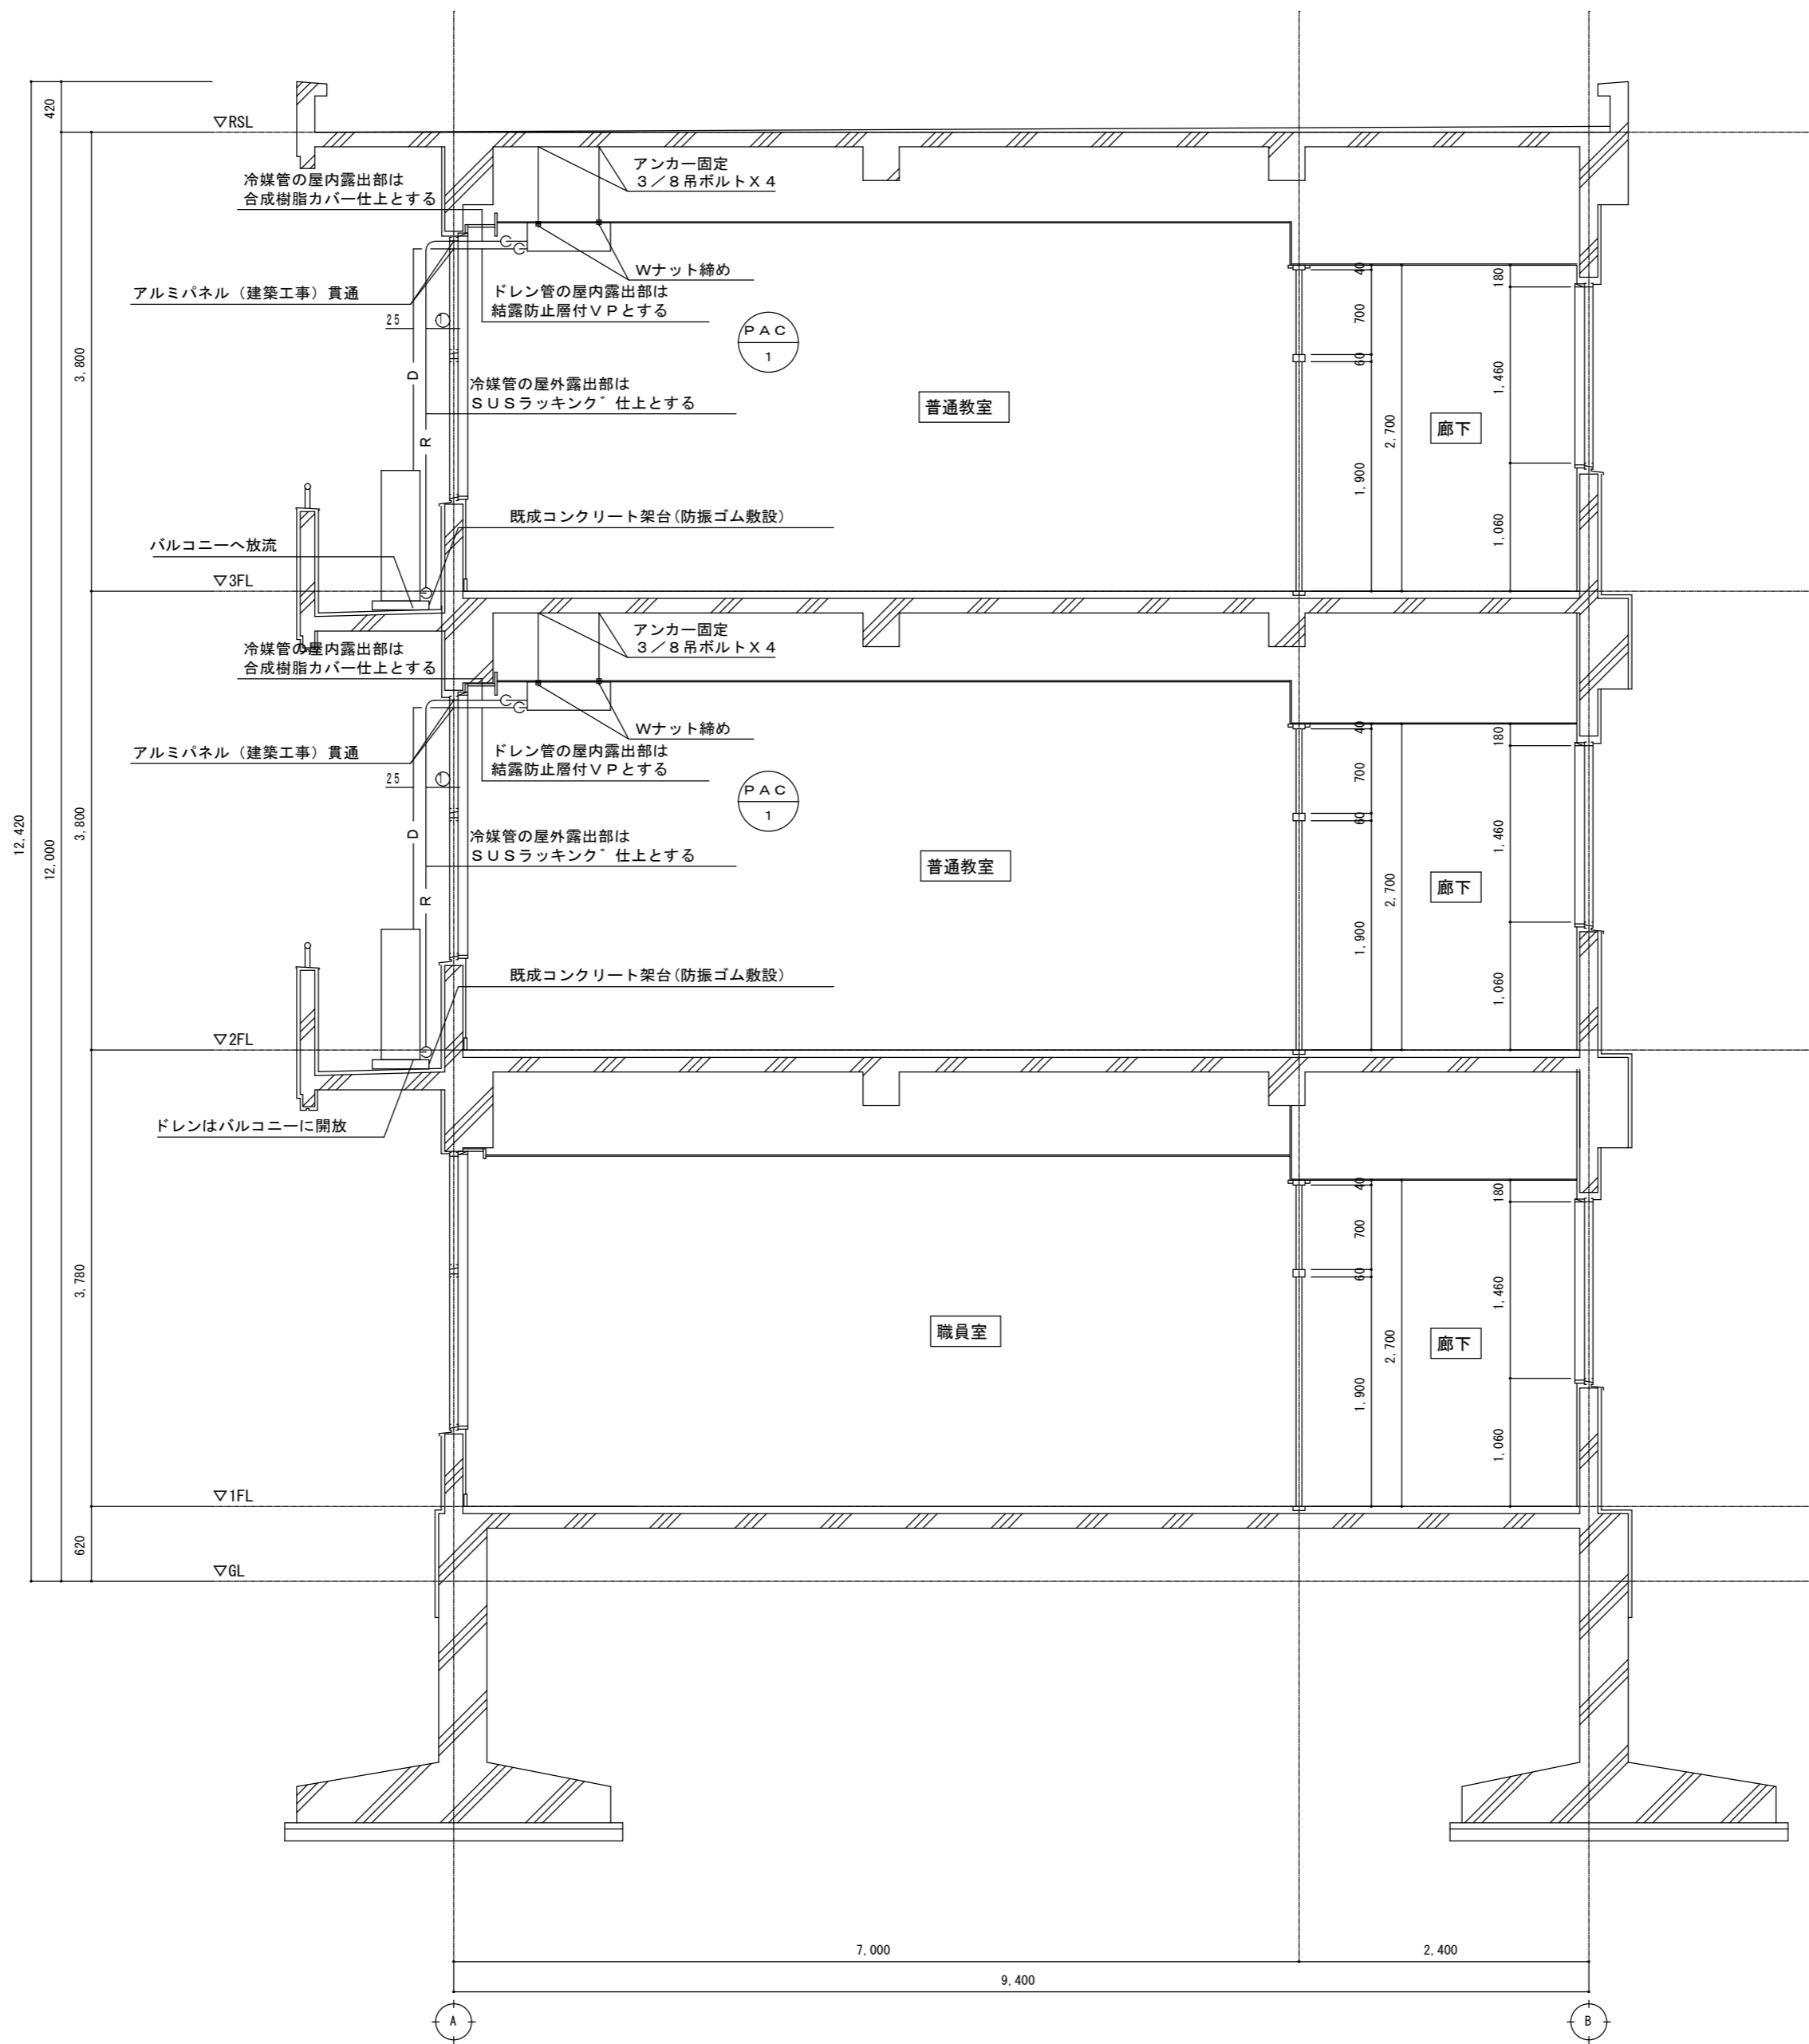 420
▽RSL
アンカー固定
3/8吊ボルトX4
冷媒管の屋内露出部は
合成樹脂カバー仕上とする
Wナット締め
アルミパネル(建築工事)貫通
ドレン管の屋内露出部は
結露防止層付VPとする
25
①
PAC
1
40
700
60
180
1,460
3,800
D
冷媒管の屋外露出部は
SUSラッキング゛仕上とする
普通教室
2,700
廊下
R
1,900
既成コンクリート架台(防振ゴム敷設)
バルコニーへ放流
1,060
▽3FL
アンカー固定
3/8吊ボルトX4
冷媒管の屋内露出部は
合成樹脂カバー仕上とする
Wナット締め
アルミパネル(建築工事)貫通
ドレン管の屋内露出部は
結露防止層付VPとする
25
①
PAC
1
40
700
60
180
1,460
12,420
12,000
3,800
D
冷媒管の屋外露出部は
SUSラッキング゛仕上とする
普通教室
2,700
廊下
R
1,900
既成コンクリート架台(防振ゴム敷設)
1,060
▽2FL
ドレンはバルコニーに開放
40
700
60
180
1,460
3,780
職員室
2,700
廊下
1,900
1,060
▽1FL
620
▽GL
7,000
2,400
9,400
A
B